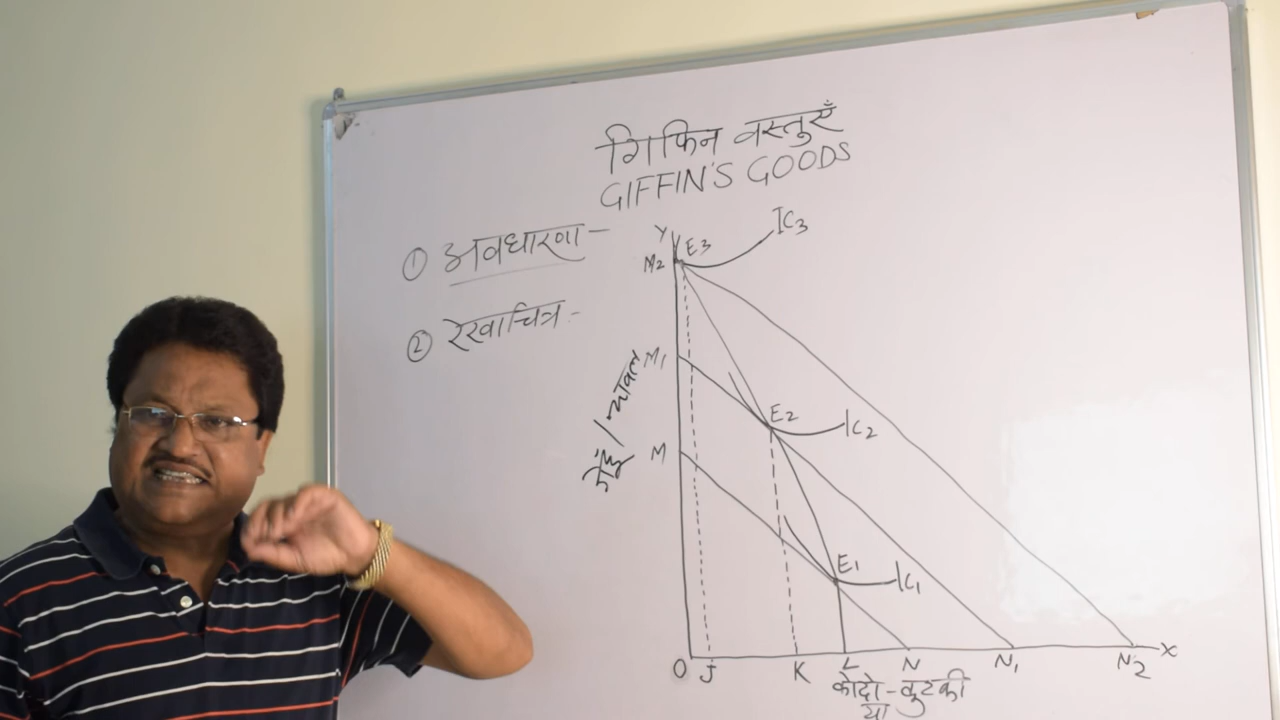 गिफिन वस्तुएँ
GIFFIN'S GOODS
① अवधारणा -
② रेखाचित्र -
Y
E3
IC3
M2
M1
गेहूं / चावल
E2
IC2
M
E1
IC1
O J K L N N1 N2 X
कोदो - कुटकी
या